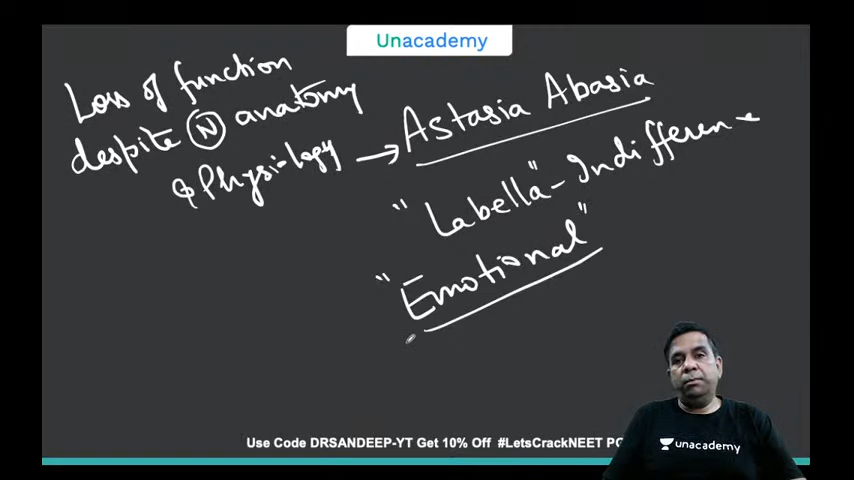 Unacademy
Loss of function
despite Ⓝ anatomy
& Physiology → Astasia Abasia
"Labella"-Indifferen
"Emotional"
unacademy
Use Code DRSANDEEP-YT Get 10% Off #LetsCrackNEET PG